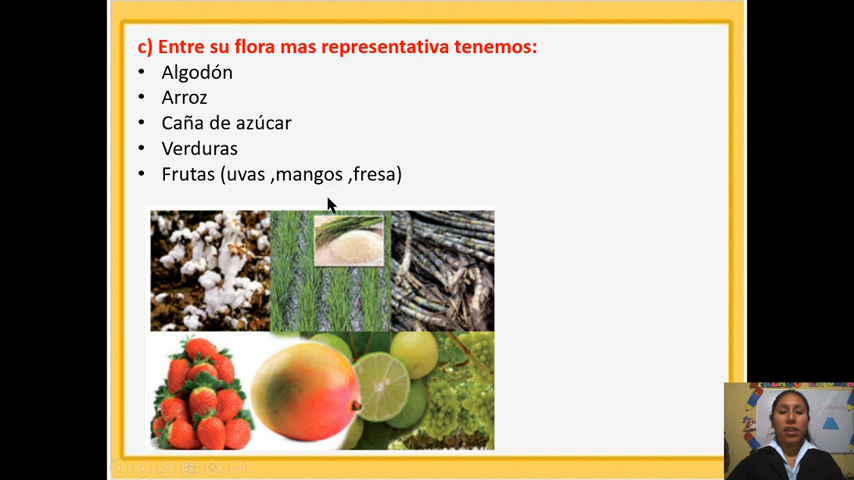 c) Entre su flora mas representativa tenemos:
• Algodón
• Arroz
• Caña de azúcar
• Verduras
• Frutas (uvas ,mangos ,fresa)